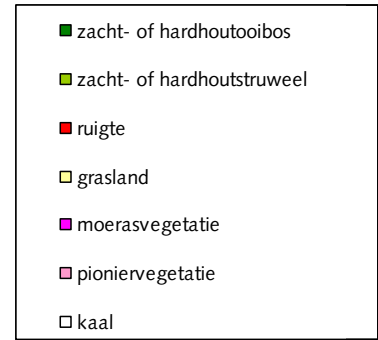 zacht- of hardhoutooibos
zacht- of hardhoutstruweel
ruigte
grasland
moerasvegetatie
pioniervegetatie
kaal